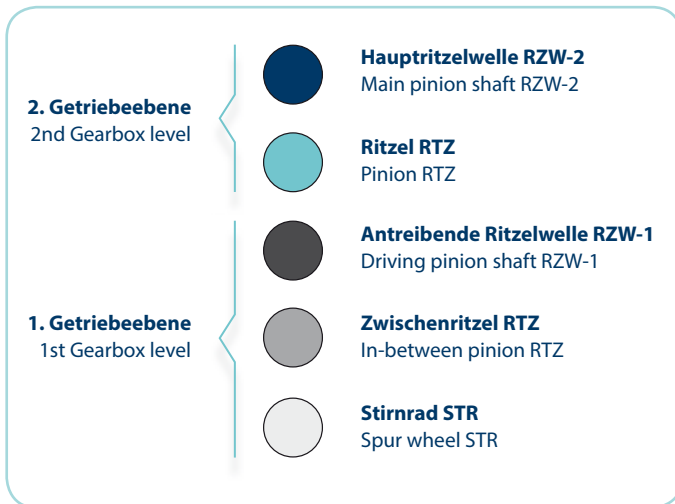 2. Getriebeebene
2nd Gearbox level
Hauptritzelwelle RZW-2
Main pinion shaft RZW-2
Ritzel RTZ
Pinion RTZ
1. Getriebeebene
1st Gearbox level
Antreibende Ritzelwelle RZW-1
Driving pinion shaft RZW-1
Zwischenritzel RTZ
In-between pinion RTZ
Stirnrad STR
Spur wheel STR